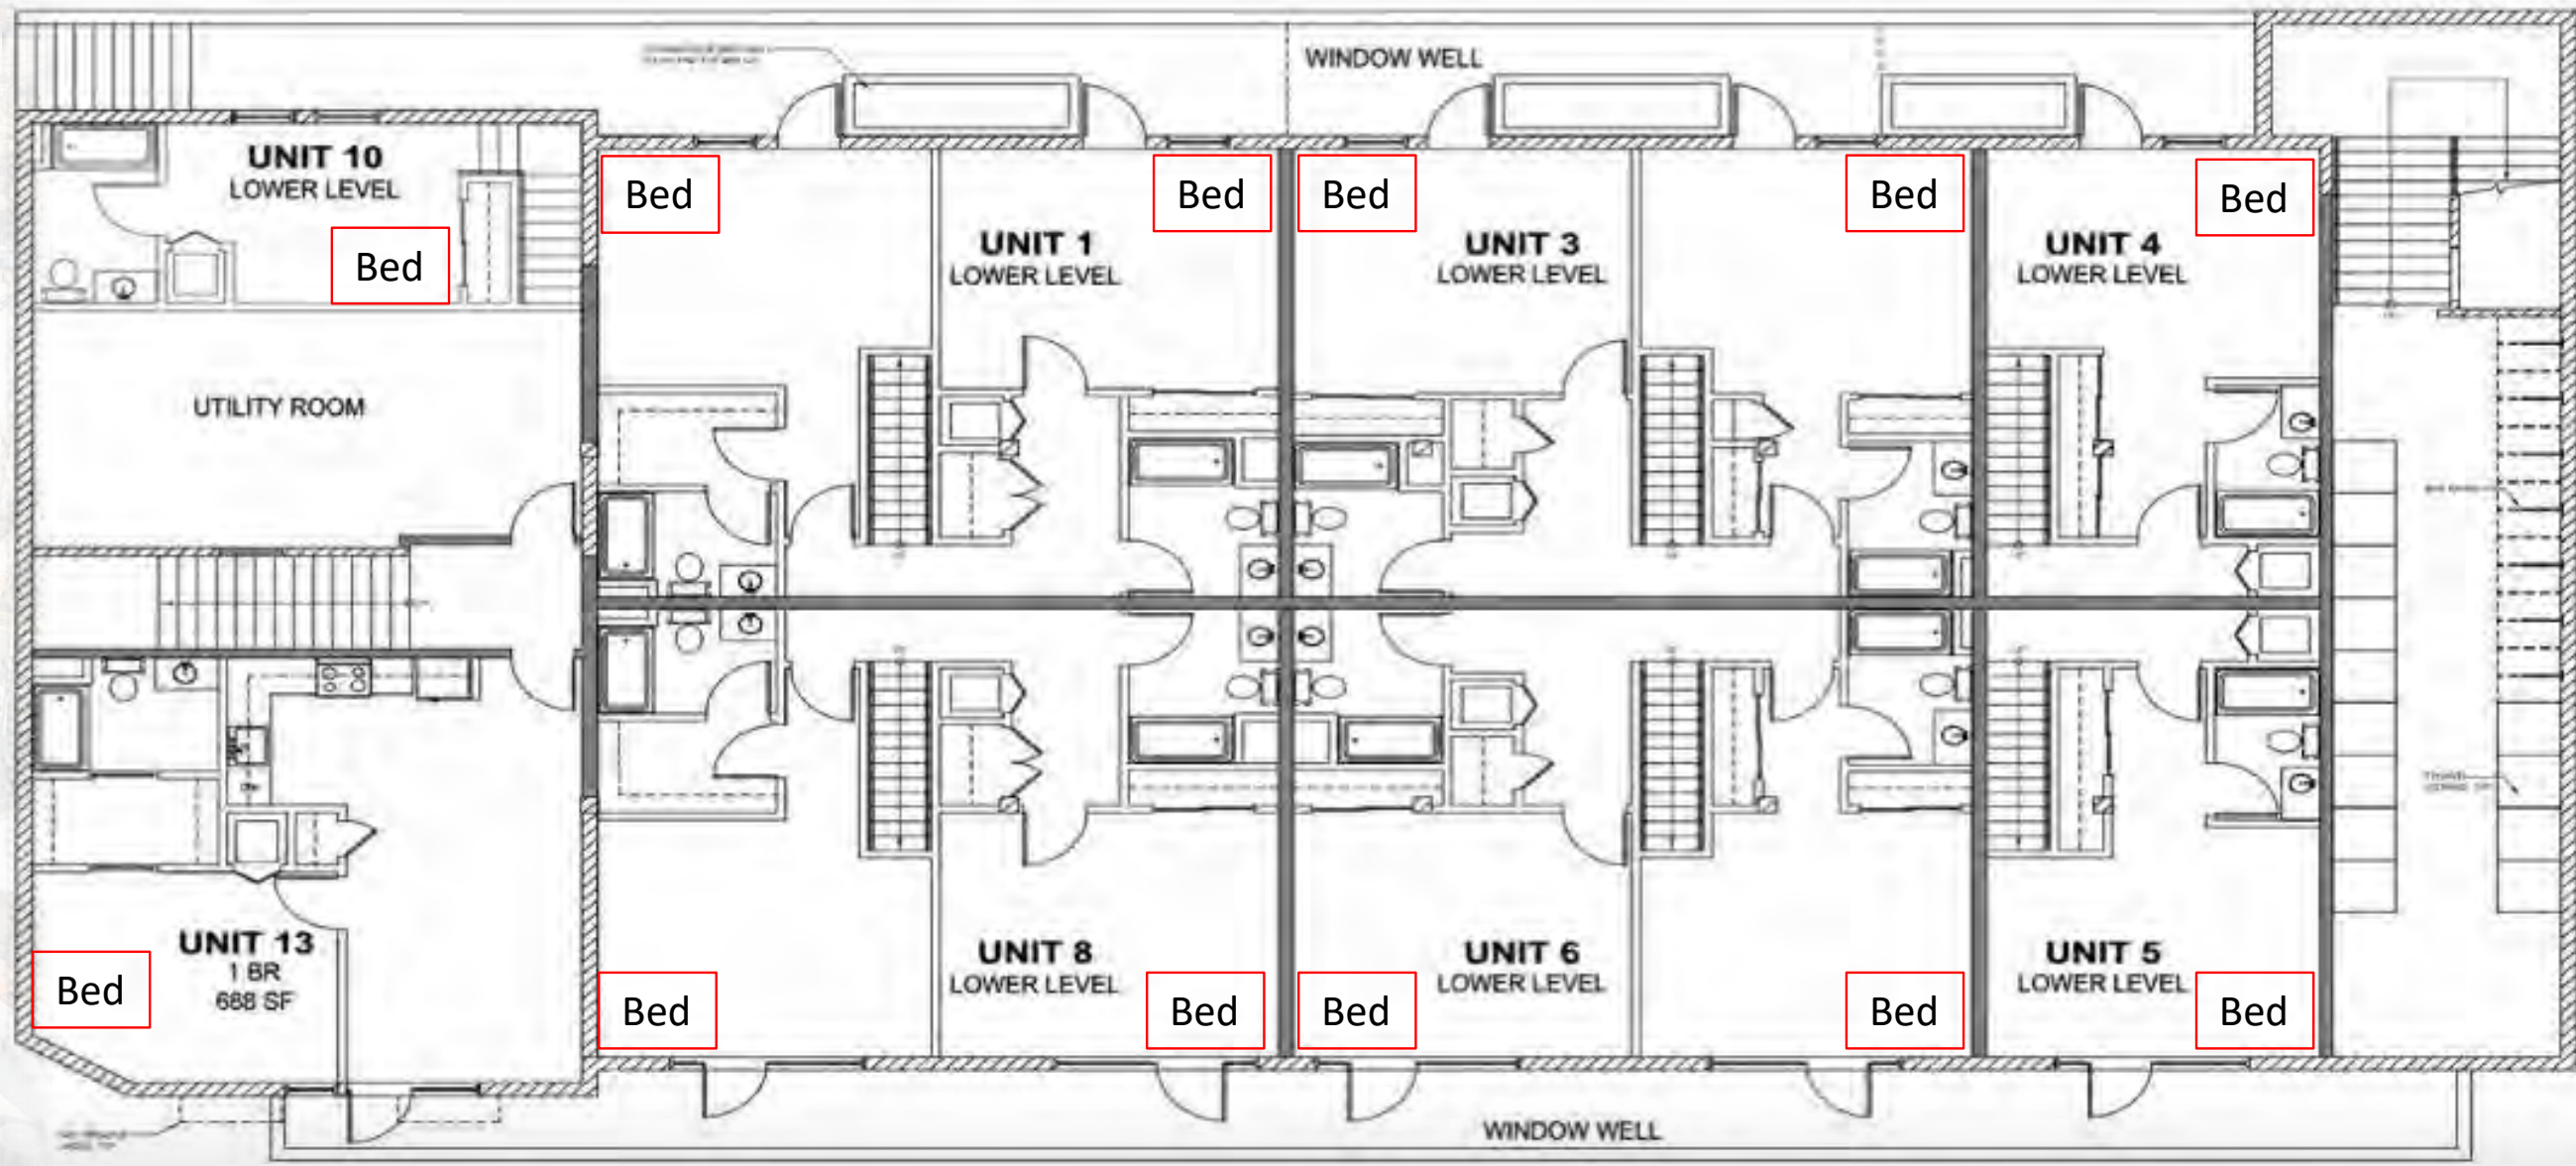 WINDOW WELL
UNIT 10
LOWER LEVEL
Bed
Bed
Bed
Bed
Bed
Bed
UNIT 1
LOWER LEVEL
UNIT 3
LOWER LEVEL
UNIT 4
LOWER LEVEL
UTILITY ROOM
UNIT 13
1 BR
688 SF
Bed
UNIT 8
LOWER LEVEL
UNIT 6
LOWER LEVEL
UNIT 5
LOWER LEVEL
Bed
Bed
Bed
Bed
Bed
WINDOW WELL